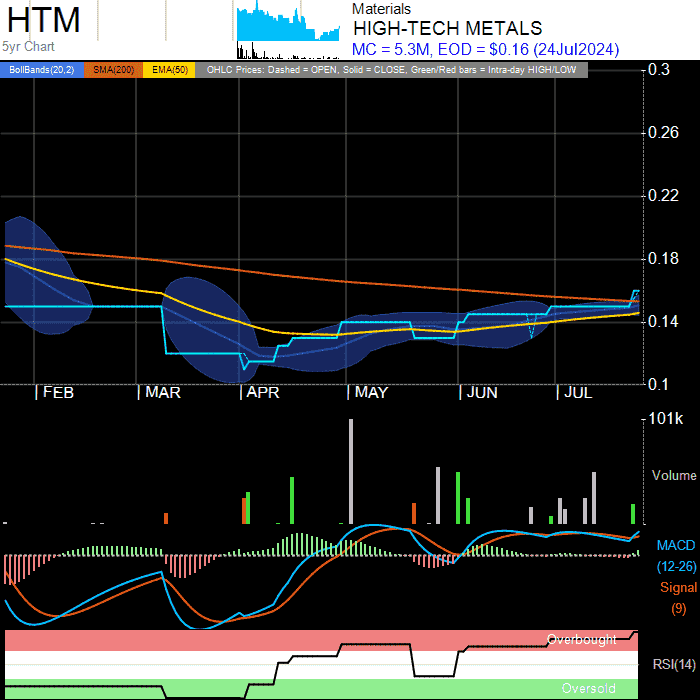 HTM
5yr Chart
Materials
HIGH-TECH METALS
MC = 5.3M, EOD = $0.16 (24Jul2024)
BollBands(20,2) SMA(200) EMA(50) OHLC Prices: Dashed = OPEN, Solid = CLOSE, Green/Red bars = Intra-day HIGH/LOW
0.3
0.26
0.22
0.18
0.14
0.1
FEB MAR APR MAY JUN JUL
101k
Volume
MACD
(12-26)
Signal
(9)
Overbought
RSI(14)
Oversold